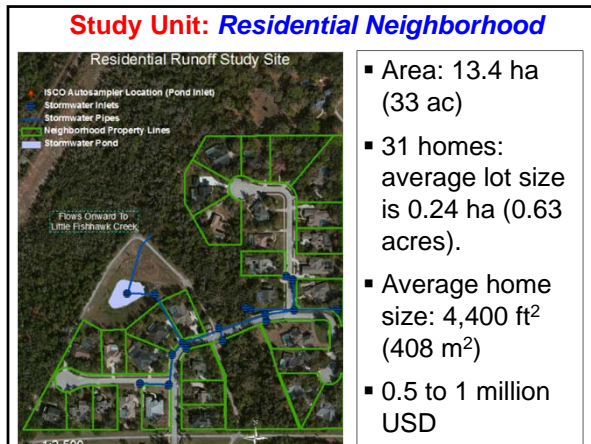 Study Unit: Residential Neighborhood
Residential Runoff Study Site
ISCO Autosampler Location (Pond Inlet)
Stormwater Inlets
Stormwater Pipes
Neighborhood Property Lines
Stormwater Pond
Flows Onward To
Little Fishhawk Creek
1:2,500
▪ Area: 13.4 ha
(33 ac)
▪ 31 homes:
average lot size
is 0.24 ha (0.63
acres).
▪ Average home
size: 4,400 ft²
(408 m²)
▪ 0.5 to 1 million
USD